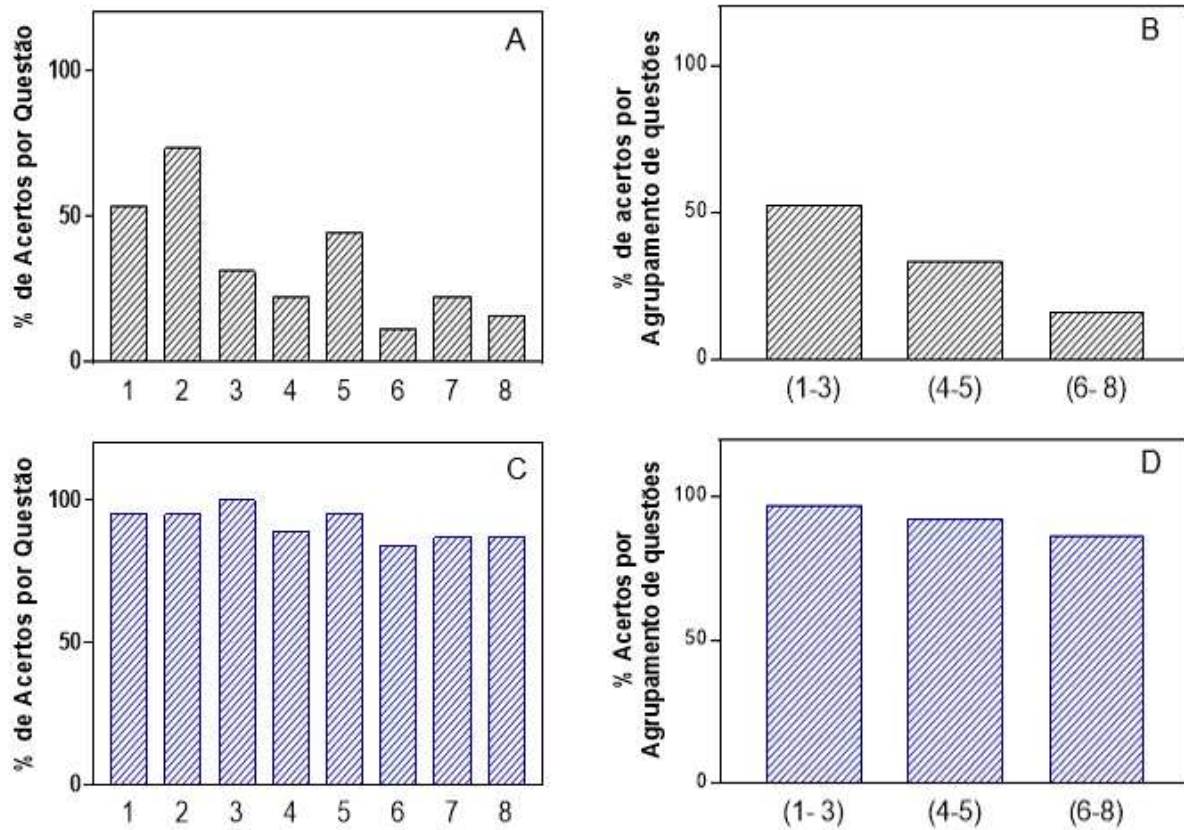 A
% de Acertos por Questão
100
50
0
1 2 3 4 5 6 7 8
B
% de acertos por
Agrupamento de questões
100
50
0
(1-3) (4-5) (6- 8)
C
% de Acertos por Questão
100
50
0
1 2 3 4 5 6 7 8
D
% Acertos por
Agrupamento de questões
100
50
0
(1- 3) (4-5) (6-8)